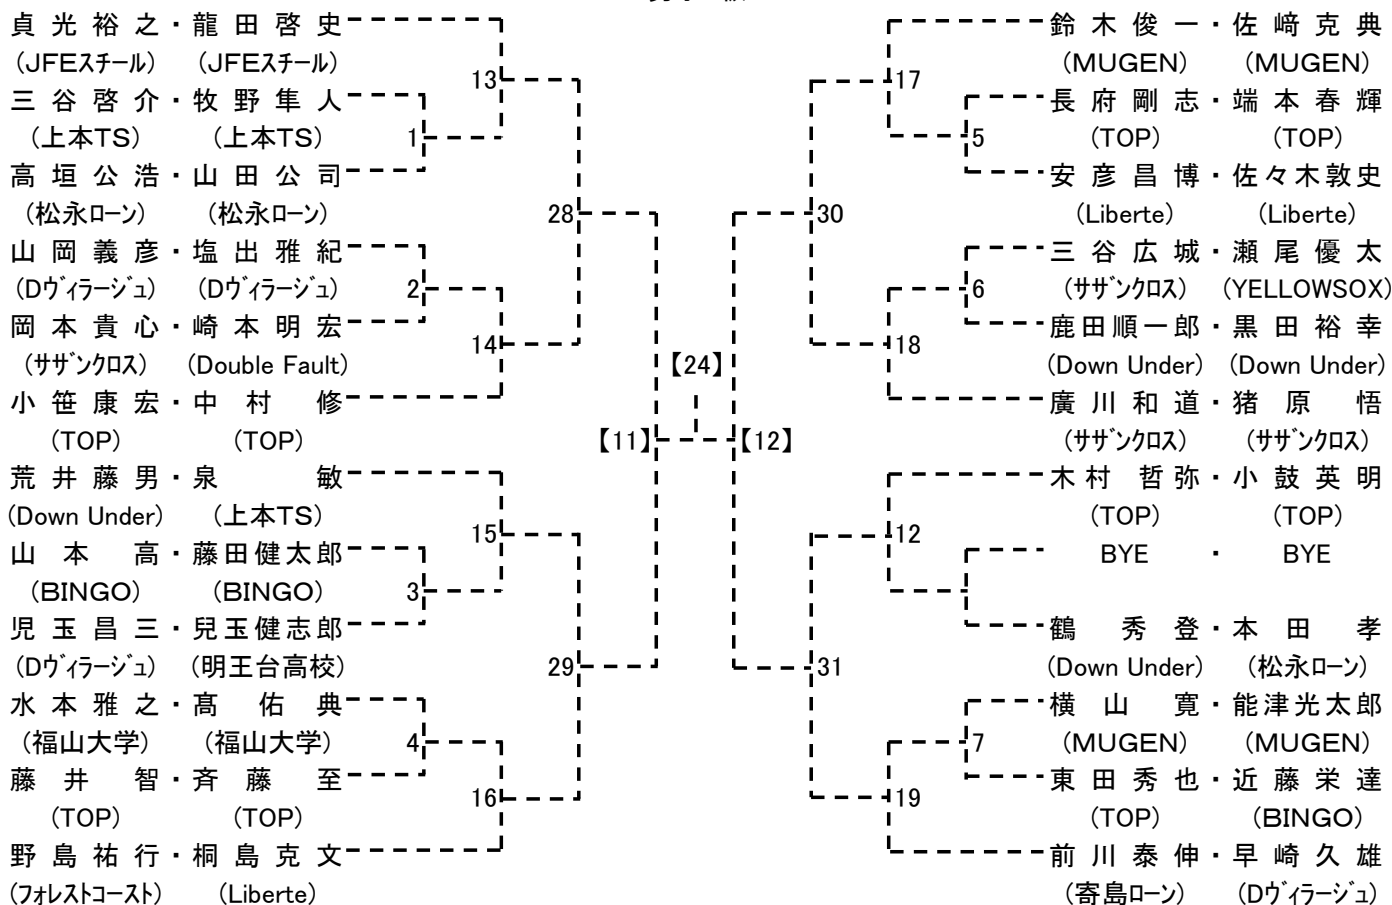 貞光裕之・龍田啓史
(JFEスチール) (JFEスチール)
13
三谷啓介・牧野隼人
(上本TS) (上本TS)
1
高垣公浩・山田公司
(松永ローン) (松永ローン)
28
山岡義彦・塩出雅紀
(Dヴィラージュ) (Dヴィラージュ)
2
岡本貴心・崎本明宏
(サザンクロス) (Double Fault)
14
小笹康宏・中村修
(TOP) (TOP)
【11】
荒井藤男・泉敏
(Down Under) (上本TS)
15
山本高・藤田健太郎
(BINGO) (BINGO)
3
児玉昌三・兒玉健志郎
(Dヴィラージュ) (明王台高校)
29
水本雅之・髙佑典
(福山大学) (福山大学)
4
藤井智・斉藤至
(TOP) (TOP)
16
野島祐行・桐島克文
(フォレストコースト) (Liberte)
【24】
鈴木俊一・佐﨑克典
(MUGEN) (MUGEN)
17
長府剛志・端本春輝
(TOP) (TOP)
5
安彦昌博・佐々木敦史
(Liberte) (Liberte)
30
三谷広城・瀬尾優太
(サザンクロス) (YELLOWSOX)
6
鹿田順一郎・黒田裕幸
(Down Under) (Down Under)
18
廣川和道・猪原悟
(サザンクロス) (サザンクロス)
【12】
木村哲弥・小鼓英明
(TOP) (TOP)
12
BYE・BYE
鶴秀登・本田孝
(Down Under) (松永ローン)
31
横山寛・能津光太郎
(MUGEN) (MUGEN)
7
東田秀也・近藤栄達
(TOP) (BINGO)
19
前川泰伸・早崎久雄
(寄島ローン) (Dヴィラージュ)